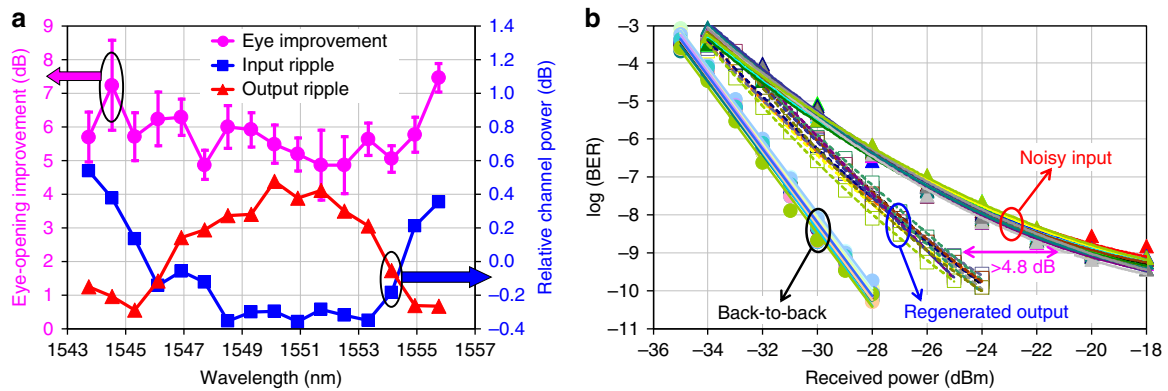 a
Eye-opening improvement (dB)
9
8
7
6
5
4
3
2
1
0
Eye improvement
Input ripple
Output ripple
1.4
1.2
1.0
0.8
0.6
0.4
0.2
0.0
–0.2
–0.4
Relative channel power (dB)
1543 1545 1547 1549 1551 1553 1555 1557
Wavelength (nm)
b
log (BER)
–3
–4
–5
–6
–7
–8
–9
–10
–11
Noisy input
>4.8 dB
Back-to-back
Regenerated output
–36 –34 –32 –30 –28 –26 –24 –22 –20 –18
Received power (dBm)